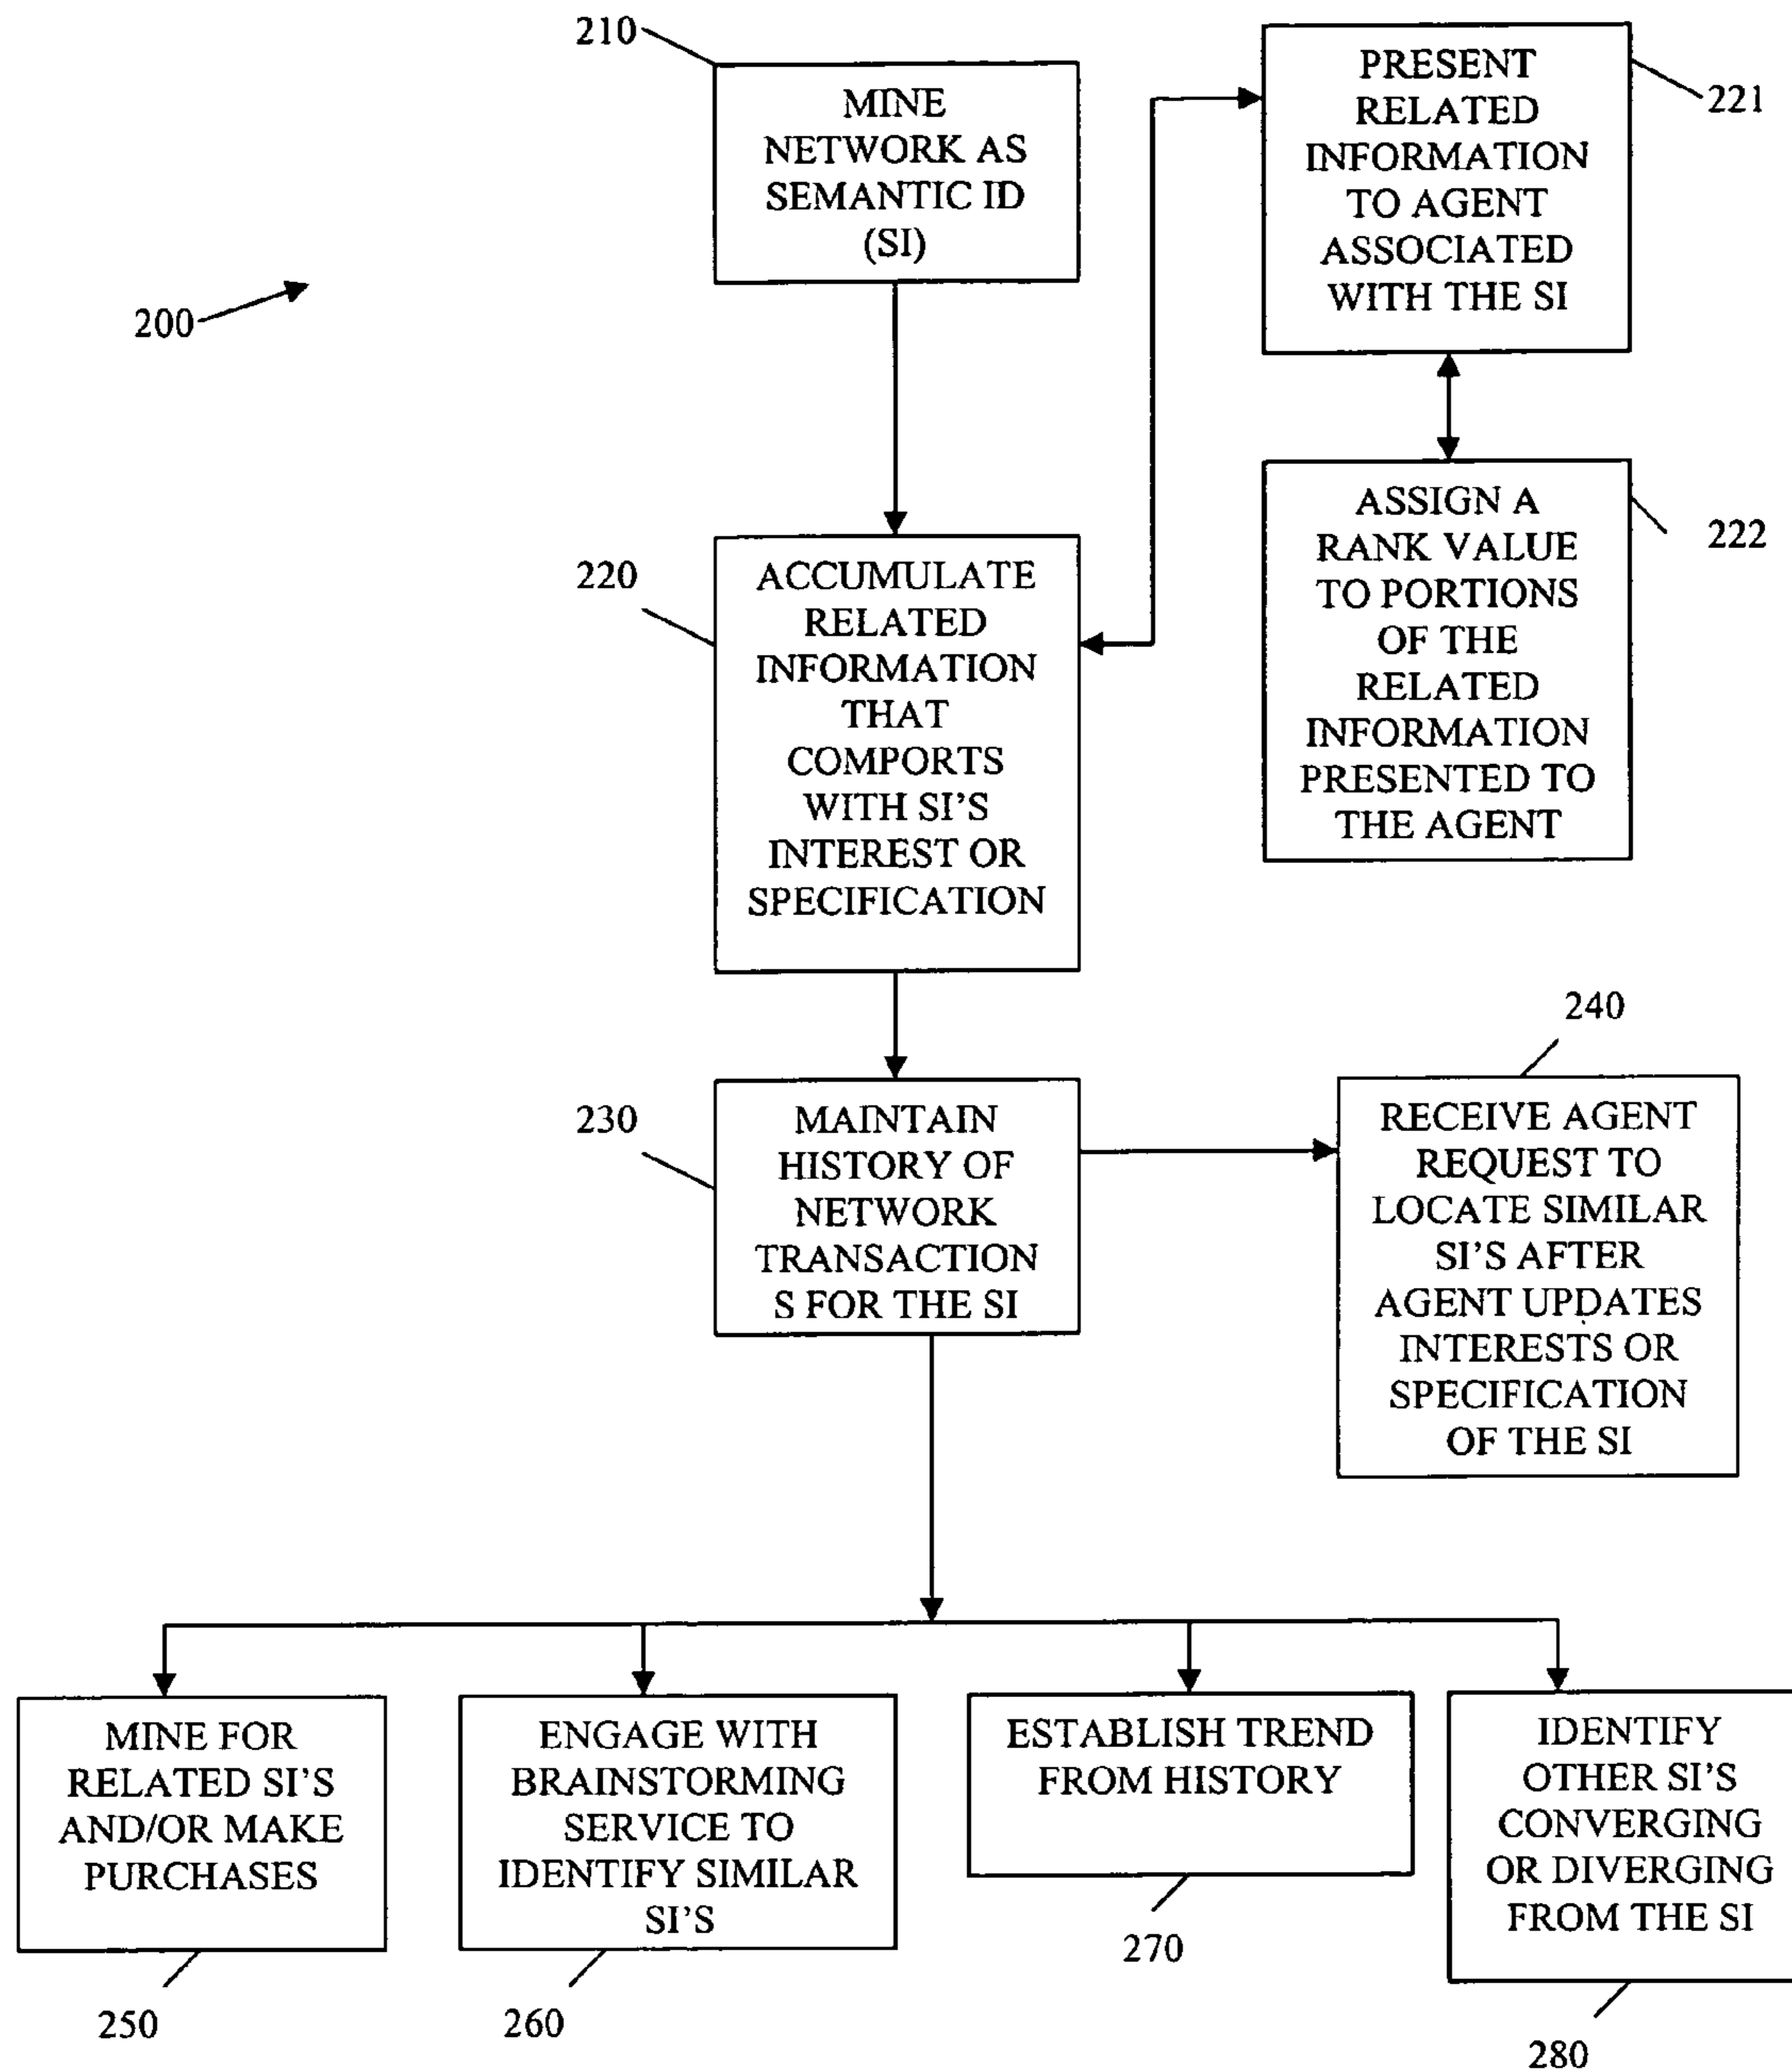 210
MINE
NETWORK AS
SEMANTIC ID
(SI)
PRESENT
RELATED
INFORMATION
TO AGENT
ASSOCIATED
WITH THE SI
221
200
220
ACCUMULATE
RELATED
INFORMATION
THAT
COMPORTS
WITH SI'S
INTEREST OR
SPECIFICATION
ASSIGN A
RANK VALUE
TO PORTIONS
OF THE
RELATED
INFORMATION
PRESENTED TO
THE AGENT
222
230
MAINTAIN
HISTORY OF
NETWORK
TRANSACTION
S FOR THE SI
240
RECEIVE AGENT
REQUEST TO
LOCATE SIMILAR
SI'S AFTER
AGENT UPDATES
INTERESTS OR
SPECIFICATION
OF THE SI
MINE FOR
RELATED SI'S
AND/OR MAKE
PURCHASES
250
ENGAGE WITH
BRAINSTORMING
SERVICE TO
IDENTIFY SIMILAR
SI'S
260
ESTABLISH TREND
FROM HISTORY
270
IDENTIFY
OTHER SI'S
CONVERGING
OR DIVERGING
FROM THE SI
280